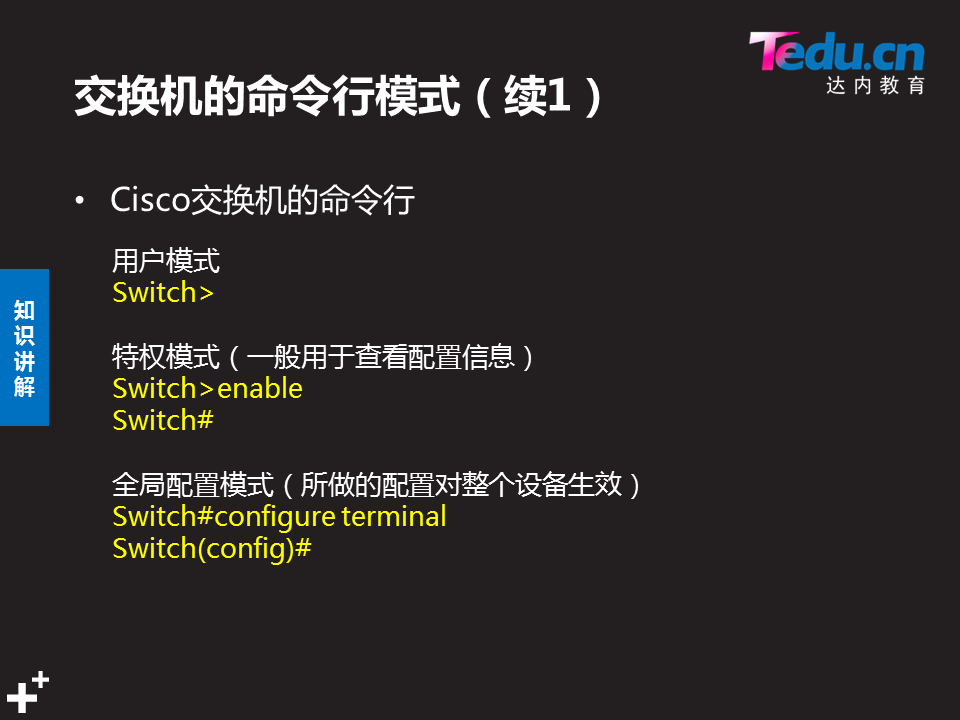 Tedu.cn
达内教育
交换机的命令行模式（续1）
• Cisco交换机的命令行
用户模式
Switch>
特权模式（一般用于查看配置信息）
Switch>enable
Switch#
全局配置模式（所做的配置对整个设备生效）
Switch#configure terminal
Switch(config)#
知
识
讲
解